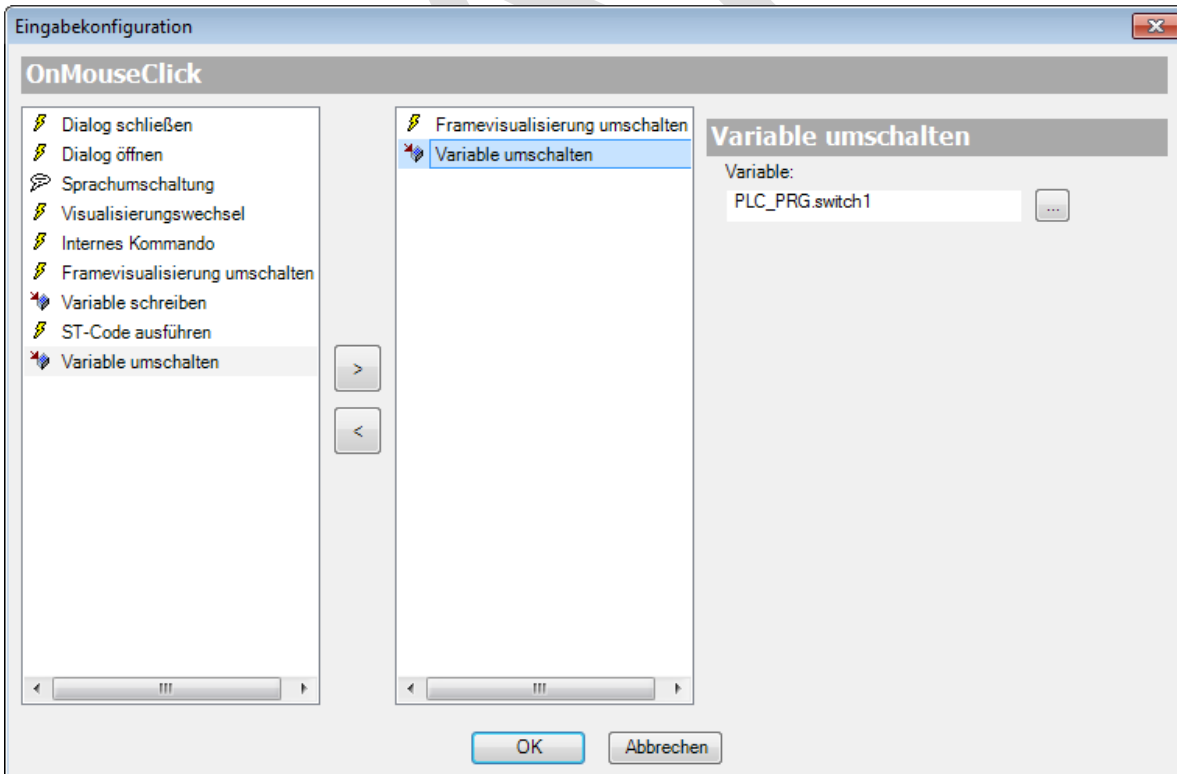 Eingabekonfiguration
OnMouseClick
Dialog schließen
Dialog öffnen
Sprachumschaltung
Visualisierungswechsel
Internes Kommando
Framevisualisierung umschalten
Variable schreiben
ST-Code ausführen
Variable umschalten
>
<
Framevisualisierung umschalten
Variable umschalten
Variable umschalten
Variable:
PLC_PRG.switch1
...
OK
Abbrechen